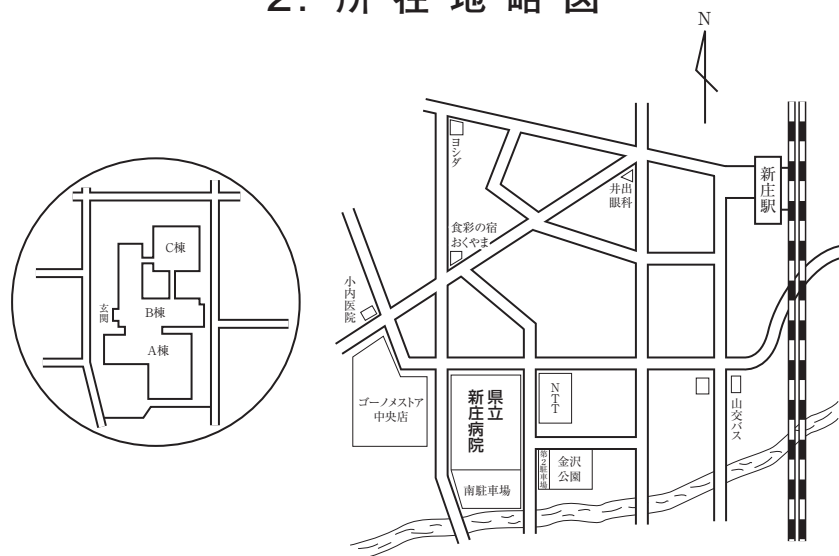 2. 所在地略図
N
ヨシダ
井出
眼科
新庄駅
食彩の宿
おくやま
小内医院
C棟
B棟
A棟
玄関
ゴーノメストア
中央店
県立
新庄病院
南駐車場
NTT
第2駐車場
金沢
公園
山交バス